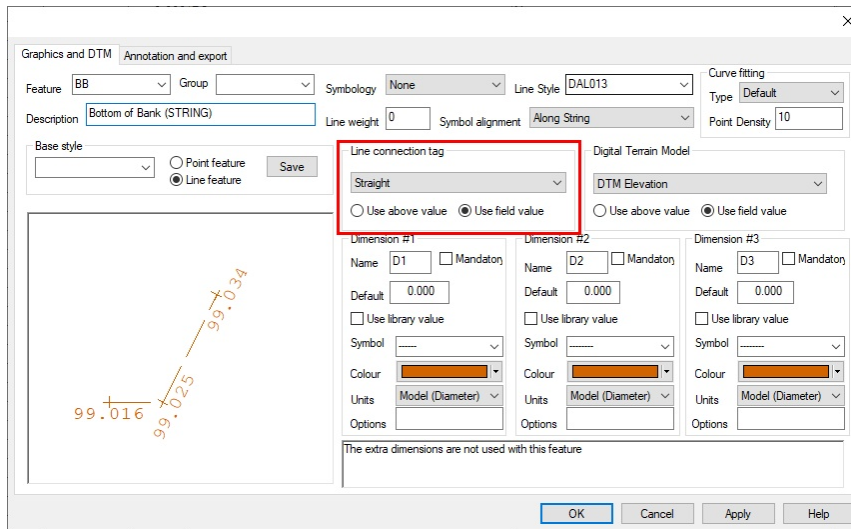 Graphics and DTM Annotation and export
Feature BB Group Symbology None Line Style DAL013 Curve fitting
Type Default
Description Bottom of Bank (STRING) Line weight 0 Symbol alignment Along String Point Density 10
Base style Line connection tag Digital Terrain Model
Point feature Save
Line feature
Straight DTM Elevation
Use above value Use field value Use above value Use field value
Dimension #1 Dimension #2 Dimension #3
Name D1 Mandatory Name D2 Mandatory Name D3 Mandatory
Default 0.000 Default 0.000 Default 0.000
Use library value Use library value Use library value
Symbol ------ Symbol -------- Symbol --------
Colour Colour Colour
Units Model (Diameter) Units Model (Diameter) Units Model (Diameter)
Options Options Options
99.034
99.025
99.016
The extra dimensions are not used with this feature
OK Cancel Apply Help